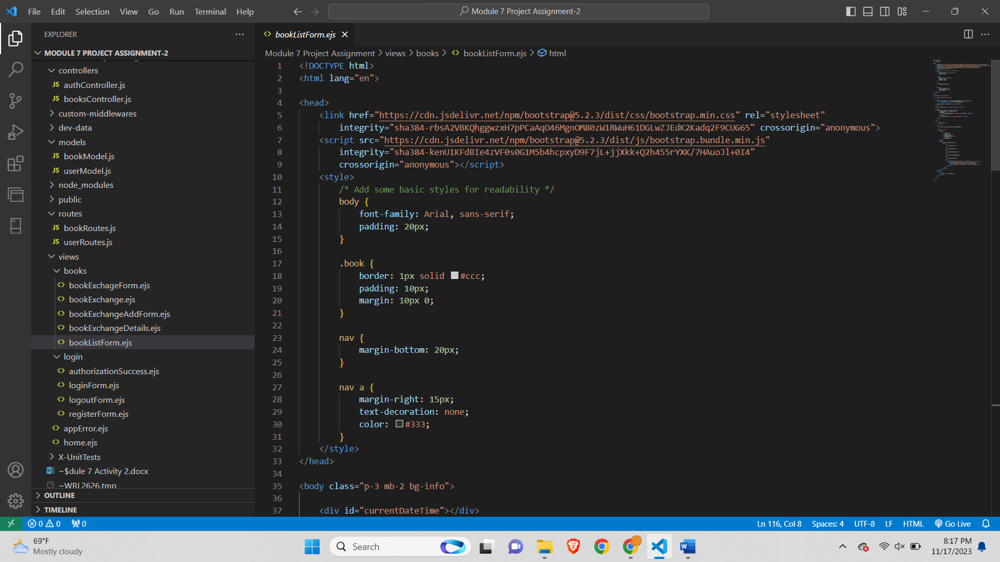 File Edit Selection View Go Run Terminal Help
Module 7 Project Assignment-2
EXPLORER
MODULE 7 PROJECT ASSIGNMENT-2
controllers
JS authController.js
JS booksController.js
custom-middlewares
dev-data
models
JS bookModel.js
JS userModel.js
node_modules
public
routes
JS bookRoutes.js
JS userRoutes.js
views
books
<> bookExchageForm.ejs
<> bookExchange.ejs
<> bookExchangeAddForm.ejs
<> bookExchangeDetails.ejs
<> bookListForm.ejs
login
<> authorizationSuccess.ejs
<> loginForm.ejs
<> logoutForm.ejs
<> registerForm.ejs
<> appError.ejs
<> home.ejs
X-UnitTests
~$dule 7 Activity 2.docx
~WRL2626.tmp
OUTLINE
TIMELINE
<> bookListForm.ejs
Module 7 Project Assignment > views > books > <> bookListForm.ejs > html
1 <!DOCTYPE html>
2 <html lang="en">
3
4 <head>
5 <link href="https://cdn.jsdelivr.net/npm/bootstrap@5.2.3/dist/css/bootstrap.min.css" rel="stylesheet"
6 integrity="sha384-rbsA2VBKQhggwzxH7pPCaAqO46MgnOM80zW1RWuH61DGLwZJEdK2Kadq2F9CUG65" crossorigin="anonymous">
7 <script src="https://cdn.jsdelivr.net/npm/bootstrap@5.2.3/dist/js/bootstrap.bundle.min.js"
8 integrity="sha384-kenU1KFdBIe4zVF0s0G1M5b4hcpxyD9F7jL+jjXkk+Q2h455rYXK/7HAuoJl+0I4"
9 crossorigin="anonymous"></script>
10 <style>
11 /* Add some basic styles for readability */
12 body {
13 font-family: Arial, sans-serif;
14 padding: 20px;
15 }
16
17 .book {
18 border: 1px solid #ccc;
19 padding: 10px;
20 margin: 10px 0;
21 }
22
23 nav {
24 margin-bottom: 20px;
25 }
26
27 nav a {
28 margin-right: 15px;
29 text-decoration: none;
30 color: #333;
31 }
32 </style>
33 </head>
34
35 <body class="p-3 mb-2 bg-info">
36
37 <div id="currentDateTime"></div>
0 0 0
Ln 116, Col 8 Spaces: 4 UTF-8 LF HTML Go Live
69°F
Mostly cloudy
Search
8:17 PM
11/17/2023